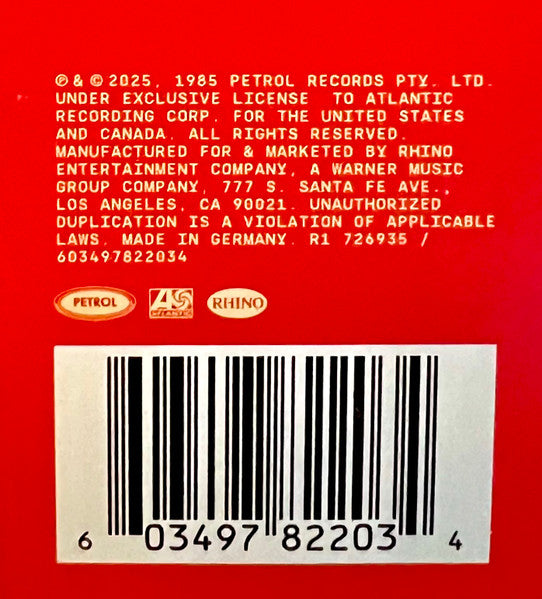 ℗ & © 2025, 1985 PETROL RECORDS PTY. LTD.
UNDER EXCLUSIVE LICENSE TO ATLANTIC
RECORDING CORP. FOR THE UNITED STATES
AND CANADA. ALL RIGHTS RESERVED.
MANUFACTURED FOR & MARKETED BY RHINO
ENTERTAINMENT COMPANY, A WARNER MUSIC
GROUP COMPANY, 777 S. SANTA FE AVE.,
LOS ANGELES, CA 90021. UNAUTHORIZED
DUPLICATION IS A VIOLATION OF APPLICABLE
LAWS. MADE IN GERMANY. R1 726935 /
603497822034
PETROL ATLANTIC RHINO
6 03497 82203 4